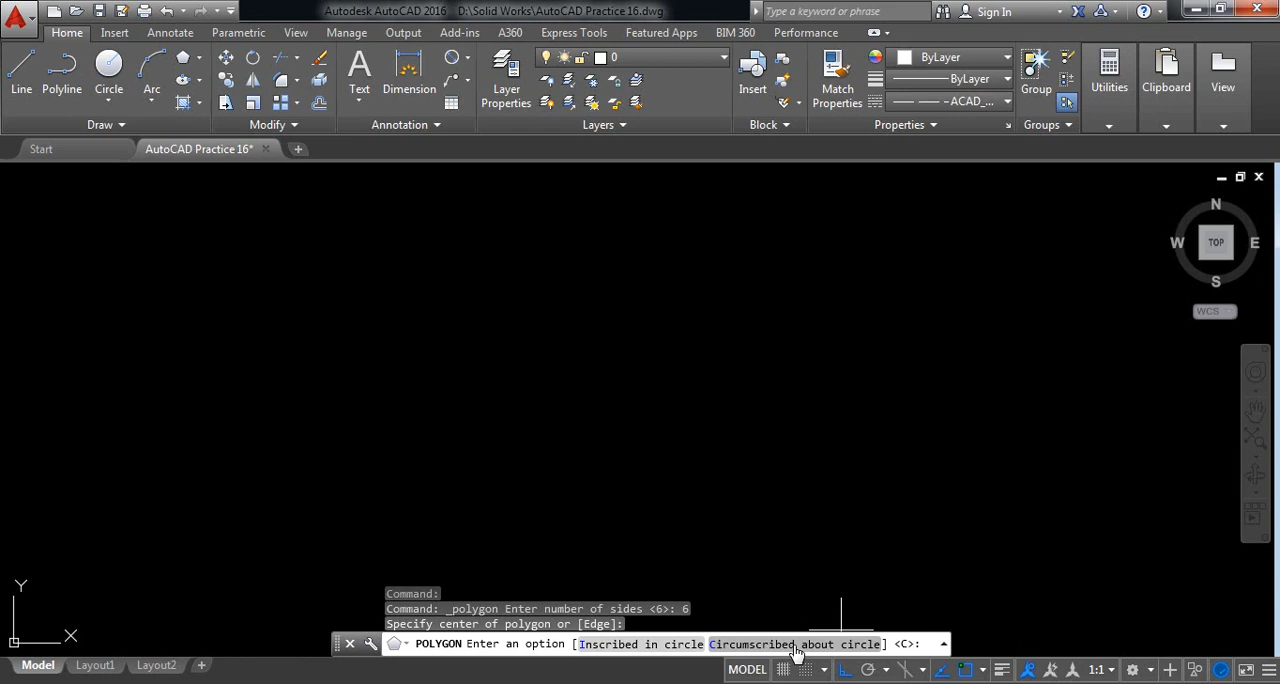 Autodesk AutoCAD 2016 D:\Solid Works\AutoCAD Practice 16.dwg
Type a keyword or phrase
Sign In
Home Insert Annotate Parametric View Manage Output Add-ins A360 Express Tools Featured Apps BIM 360 Performance
Line Polyline Circle Arc
Text Dimension
Layer Properties
0
Insert
Match Properties
ByLayer
ByLayer
ACAD_...
Group
Utilities
Clipboard
View
Draw Modify Annotation Layers Block Properties Groups
Start AutoCAD Practice 16*
N
W TOP E
S
WCS
Y
X
Command:
Command: _polygon Enter number of sides <6>: 6
Specify center of polygon or [Edge]:
POLYGON Enter an option [Inscribed in circle Circumscribed about circle] <C>:
Model Layout1 Layout2
MODEL 1:1